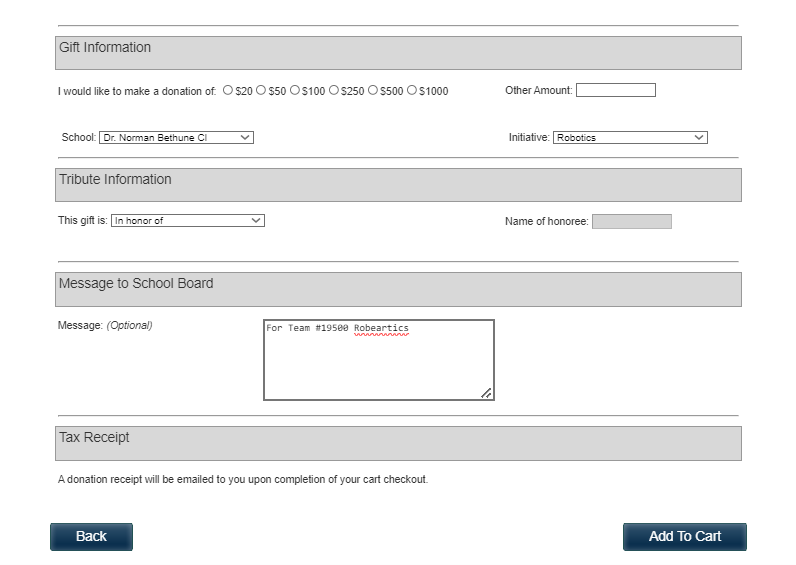 Gift Information
I would like to make a donation of: $20 $50 $100 $250 $500 $1000 Other Amount:
School: Dr. Norman Bethune CI Initiative: Robotics
Tribute Information
This gift is: In honor of Name of honoree:
Message to School Board
Message: (Optional) For Team #19500 Robeartics
Tax Receipt
A donation receipt will be emailed to you upon completion of your cart checkout.
Back Add To Cart